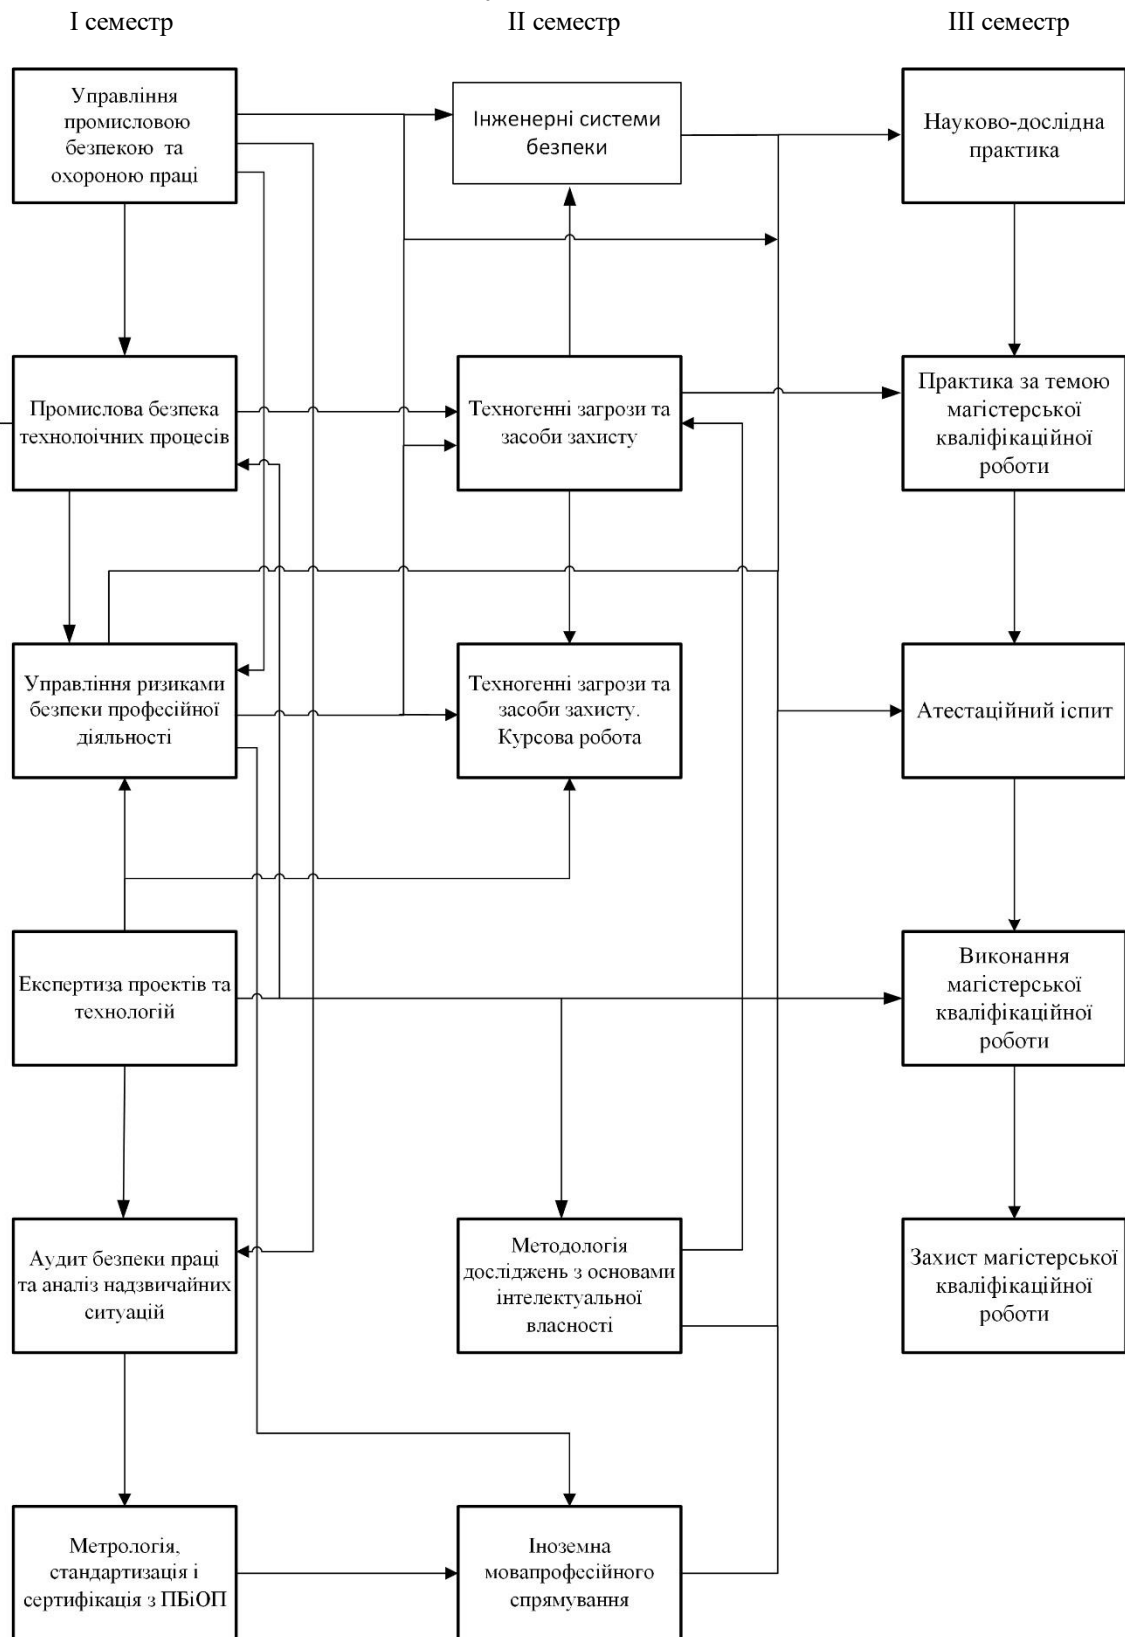 І семестр
ІІ семестр
ІІІ семестр
Управління
промисловою
безпекою та
охороною праці
Інженерні системи
безпеки
Науково-дослідна
практика
Промислова безпека
технолоічних процесів
Техногенні загрози та
засоби захисту
Практика за темою
магістерської
кваліфікаційної
роботи
Управління ризиками
безпеки професійної
діяльності
Техногенні загрози та
засоби захисту.
Курсова робота
Атестаційний іспит
Експертиза проектів та
технологій
Виконання
магістерської
кваліфікаційної
роботи
Аудит безпеки праці
та аналіз надзвичайних
ситуацій
Методологія
досліджень з основами
інтелектуальної
власності
Захист магістерської
кваліфікаційної
роботи
Метрологія,
стандартизація і
сертифікація з ПБіОП
Іноземна
мовапрофесійного
спрямування